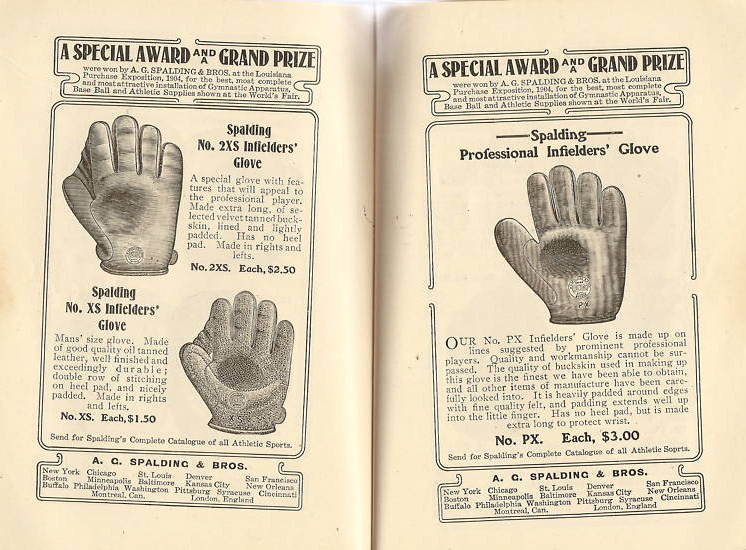 A SPECIAL AWARD AND A GRAND PRIZE
were won by A. G. SPALDING & BROS. at the Louisiana
Purchase Exposition, 1904, for the best, most complete
and most attractive installation of Gymnastic Apparatus,
Base Ball and Athletic Supplies shown at the World's Fair.
Spalding
No. 2XS Infielders'
Glove
A special glove with fea-
tures that will appeal to
the professional player.
Made extra long, of se-
lected velvet tanned buck-
skin, lined and lightly
padded. Has no heel
pad. Made in rights and
lefts.
No. 2XS. Each, $2.50
Spalding
No. XS Infielders'
Glove
Mans' size glove. Made
of good quality oil tanned
leather, well finished and
exceedingly durable;
double row of stitching
on heel pad, and nicely
padded. Made in rights
and lefts.
No. XS. Each, $1.50
XS
Send for Spalding's Complete Catalogue of all Athletic Sports.
A. G. SPALDING & BROS.
New York Chicago St. Louis Denver San Francisco
Boston Minneapolis Baltimore Kansas City New Orleans
Buffalo Philadelphia Washington Pittsburg Syracuse Cincinnati
Montreal, Can. London, England
A SPECIAL AWARD AND A GRAND PRIZE
were won by A. G. SPALDING & BROS. at the Louisiana
Purchase Exposition, 1904, for the best, most complete
and most attractive installation of Gymnastic Apparatus,
Base Ball and Athletic Supplies shown at the World's Fair.
Spalding
Professional Infielders' Glove
PX
OUR No. PX Infielders' Glove is made up on
lines suggested by prominent professional
players. Quality and workmanship cannot be sur-
passed. The quality of buckskin used in making up
this glove is the finest we have been able to obtain,
and all other items of manufacture have been care-
fully looked into. It is heavily padded around edges
with fine quality felt, and padding extends well up
into the little finger. Has no heel pad, but is made
extra long to protect wrist.
No. PX. Each, $3.00
Send for Spalding's Complete Catalogue of all Athletic Soprts.
A. G. SPALDING & BROS.
New York Chicago St. Louis Denver San Francisco
Boston Minneapolis Baltimore Kansas City New Orleans
Buffalo Philadelphia Washington Pittsburg Syracuse Cincinnati
Montreal, Can. London, England